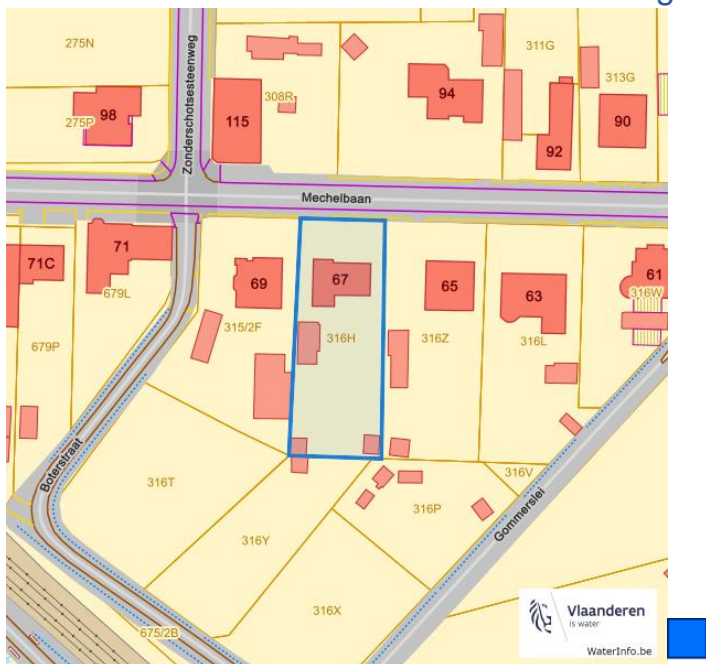 275N
311G
313G
308R
94
98
275P
115
Zonderschotsesteenweg
92
90
Mechelbaan
71
71C
679L
69
67
65
63
61
316W
315/2F
316H
316Z
316L
679P
Boterstraat
316T
316V
316P
Gommerslei
316Y
316X
675/2B
Vlaanderen
is water
WaterInfo.be